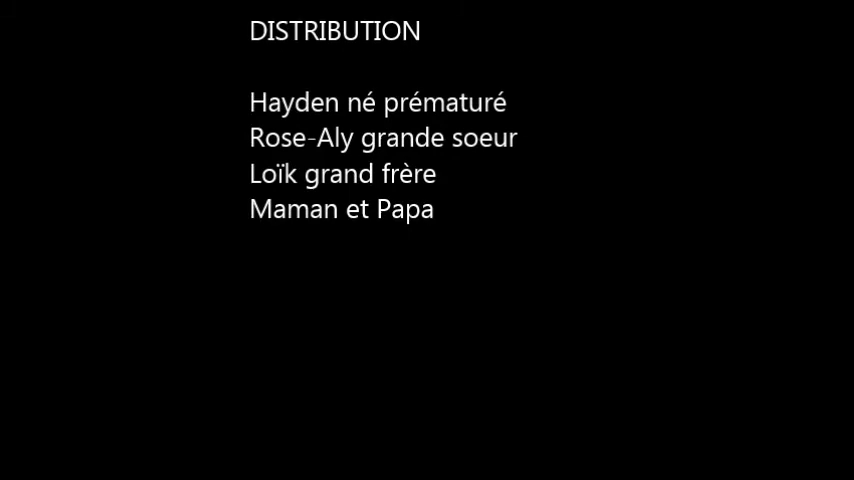 DISTRIBUTION
Hayden né prématuré
Rose-Aly grande soeur
Loïk grand frère
Maman et Papa